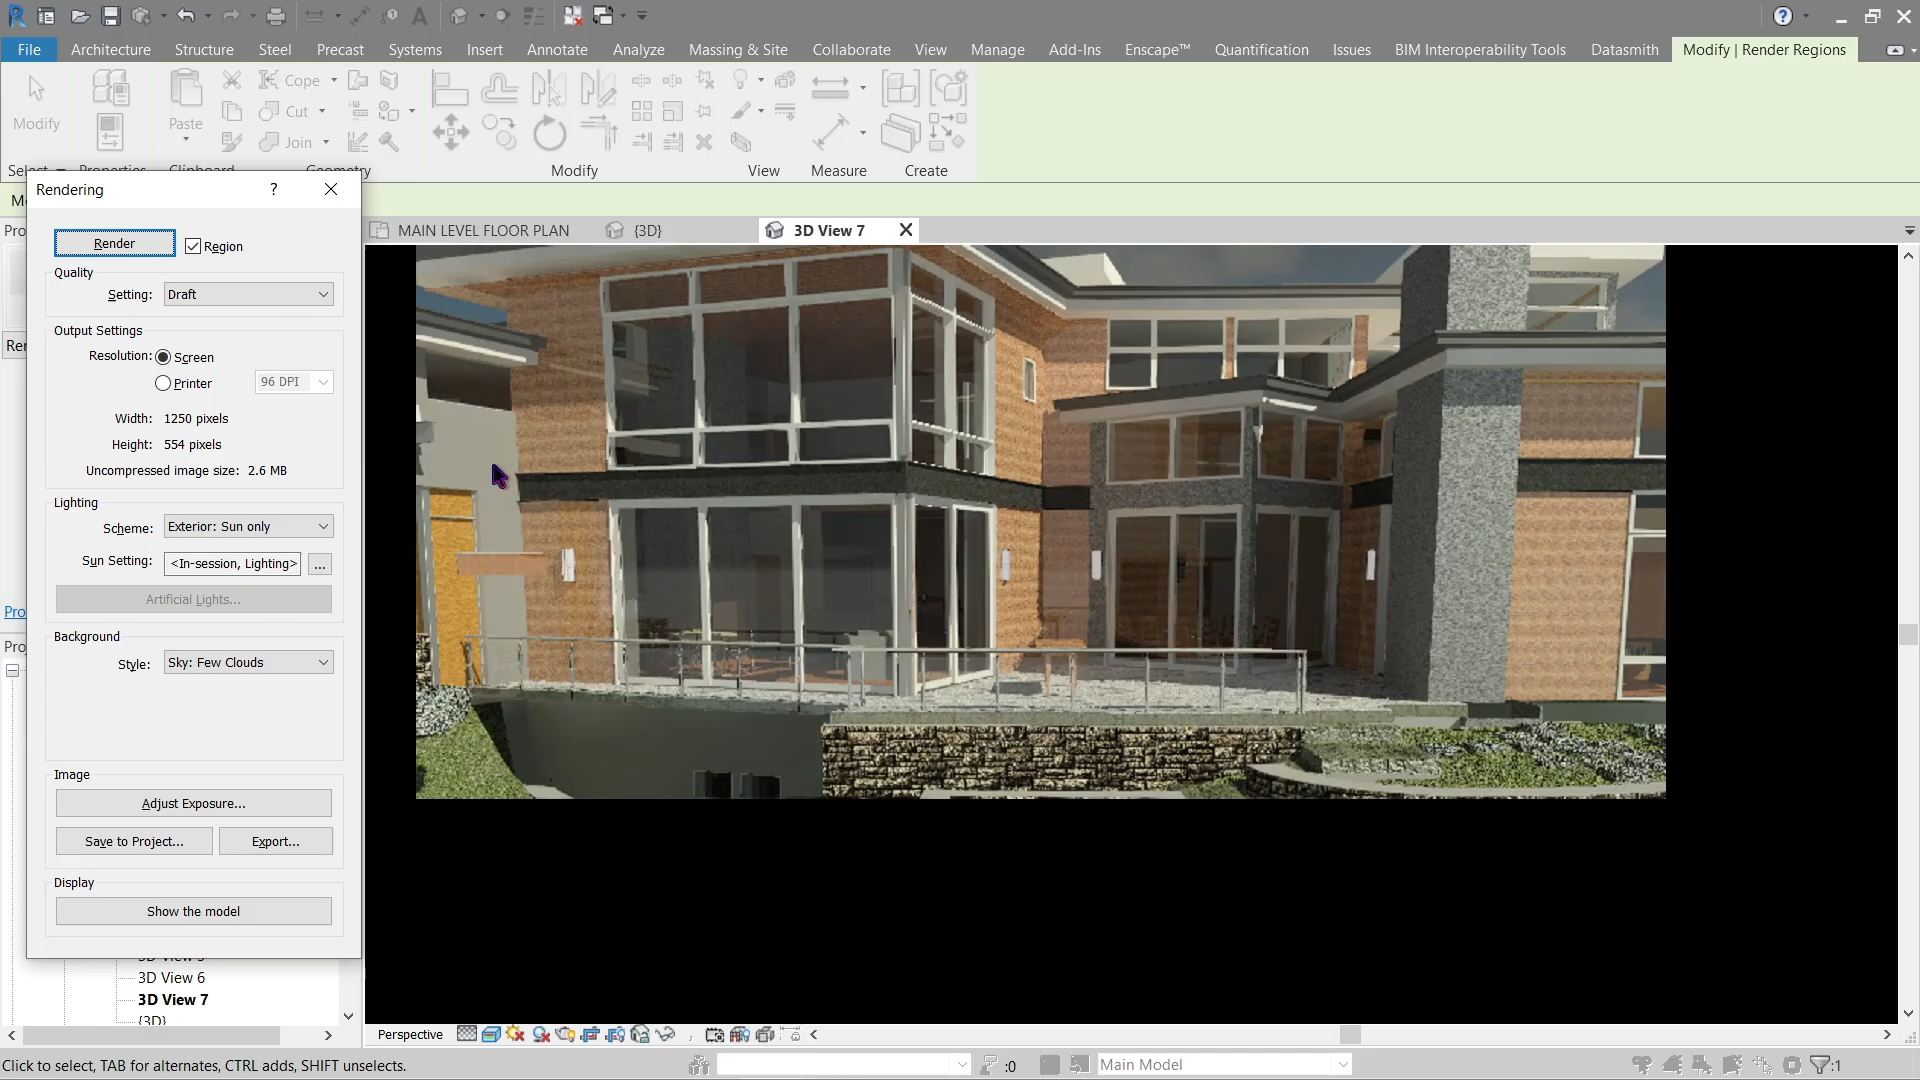 File Architecture Structure Steel Precast Systems Insert Annotate Analyze Massing & Site Collaborate View Manage Add-Ins Enscape™ Quantification Issues BIM Interoperability Tools Datasmith Modify | Render Regions
Modify Paste Cope Cut Join
Select Properties Clipboard Geometry Modify View Measure Create
Rendering ? 
MAIN LEVEL FLOOR PLAN {3D} 3D View 7
Render Region
Quality
Setting: Draft
Output Settings
Resolution: Screen
Printer 96 DPI
Width: 1250 pixels
Height: 554 pixels
Uncompressed image size: 2.6 MB
Lighting
Scheme: Exterior: Sun only
Sun Setting: <In-session, Lighting> ...
Artificial Lights...
Background
Style: Sky: Few Clouds
Image
Adjust Exposure...
Save to Project... Export...
Display
Show the model
3D View 6
3D View 7
{3D}
Perspective
Click to select, TAB for alternates, CTRL adds, SHIFT unselects. :0 Main Model :1